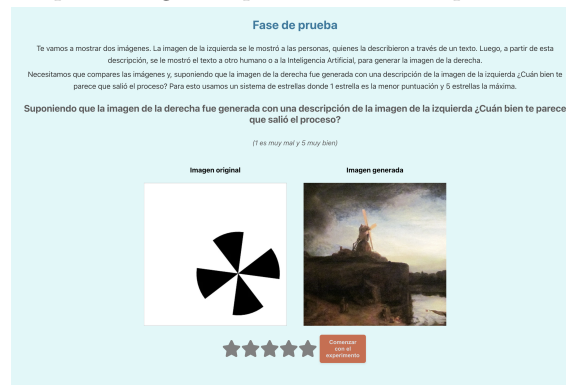 Fase de prueba
Te vamos a mostrar dos imágenes. La imagen de la izquierda se le mostró a las personas, quienes la describieron a través de un texto. Luego, a partir de esta
descripción, se le mostró el texto a otro humano o a la Inteligencia Artificial, para generar la imagen de la derecha.
Necesitamos que compares las imágenes y, suponiendo que la imagen de la derecha fue generada con una descripción de la imagen de la izquierda ¿Cuán bien te
parece que salió el proceso? Para esto usamos un sistema de estrellas donde 1 estrella es la menor puntuación y 5 estrellas la máxima.
Suponiendo que la imagen de la derecha fue generada con una descripción de la imagen de la izquierda ¿Cuán bien te parece
que salió el proceso?
(1 es muy mal y 5 muy bien)
Imagen original Imagen generada
Comenzar
con el
experimento